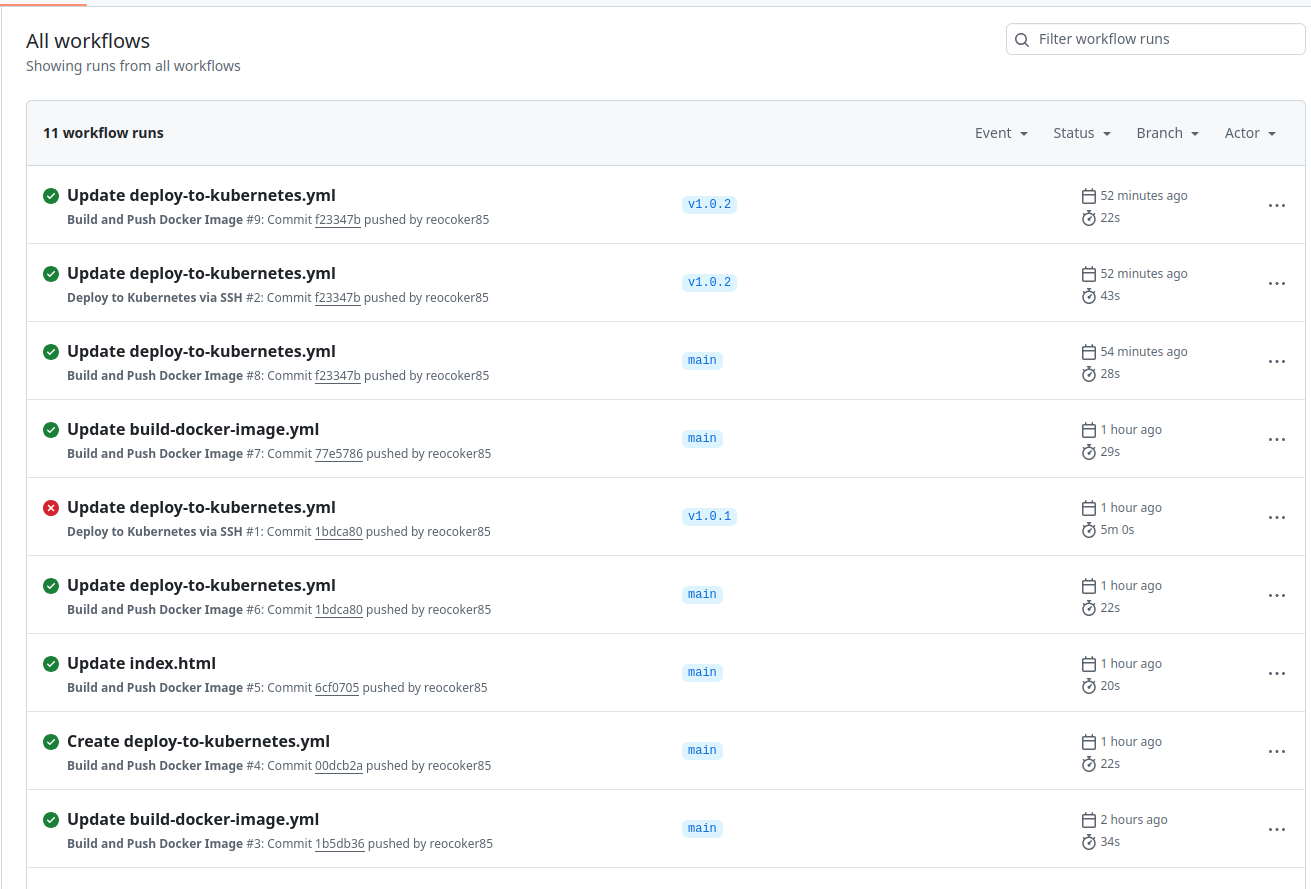 All workflows
Filter workflow runs
Showing runs from all workflows
11 workflow runs
Event Status Branch Actor
Update deploy-to-kubernetes.yml
v1.0.2
52 minutes ago
Build and Push Docker Image #9: Commit f23347b pushed by reocoker85
22s
Update deploy-to-kubernetes.yml
v1.0.2
52 minutes ago
Deploy to Kubernetes via SSH #2: Commit f23347b pushed by reocoker85
43s
Update deploy-to-kubernetes.yml
main
54 minutes ago
Build and Push Docker Image #8: Commit f23347b pushed by reocoker85
28s
Update build-docker-image.yml
main
1 hour ago
Build and Push Docker Image #7: Commit 77e5786 pushed by reocoker85
29s
Update deploy-to-kubernetes.yml
v1.0.1
1 hour ago
Deploy to Kubernetes via SSH #1: Commit 1bdca80 pushed by reocoker85
5m 0s
Update deploy-to-kubernetes.yml
main
1 hour ago
Build and Push Docker Image #6: Commit 1bdca80 pushed by reocoker85
22s
Update index.html
main
1 hour ago
Build and Push Docker Image #5: Commit 6cf0705 pushed by reocoker85
20s
Create deploy-to-kubernetes.yml
main
1 hour ago
Build and Push Docker Image #4: Commit 00dcb2a pushed by reocoker85
22s
Update build-docker-image.yml
main
2 hours ago
Build and Push Docker Image #3: Commit 1b5db36 pushed by reocoker85
34s